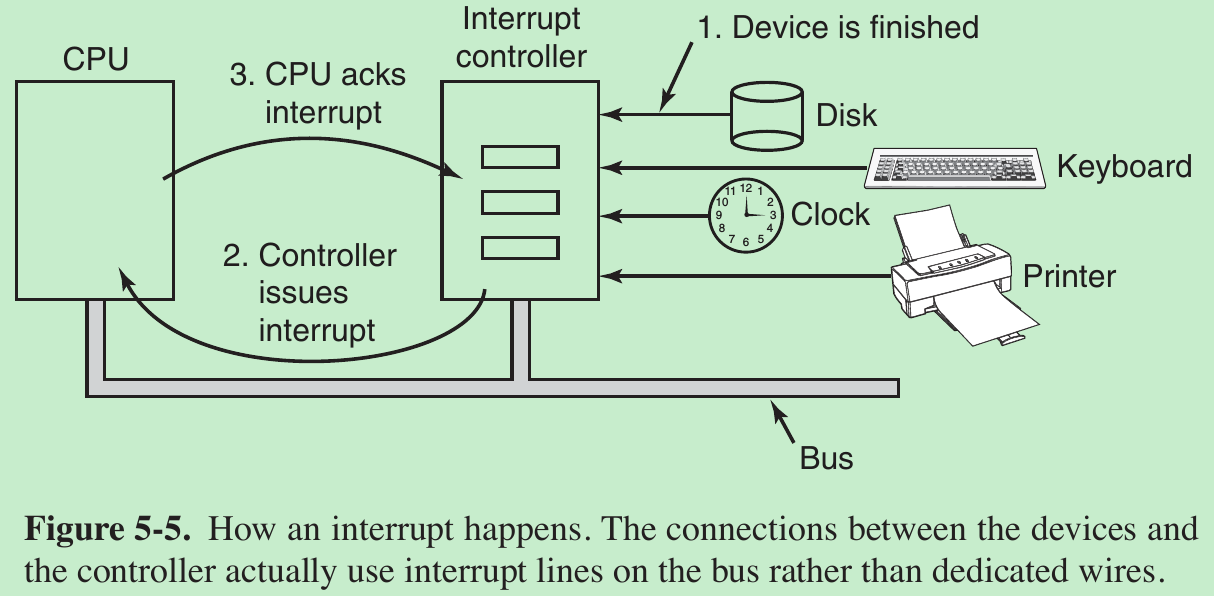 CPU
3. CPU acks
interrupt
Interrupt
controller
1. Device is finished
Disk
Keyboard
11 12 1
10 2
9 3
8 4
7 6 5
Clock
Printer
2. Controller
issues
interrupt
Bus
Figure 5-5. How an interrupt happens. The connections between the devices and
the controller actually use interrupt lines on the bus rather than dedicated wires.